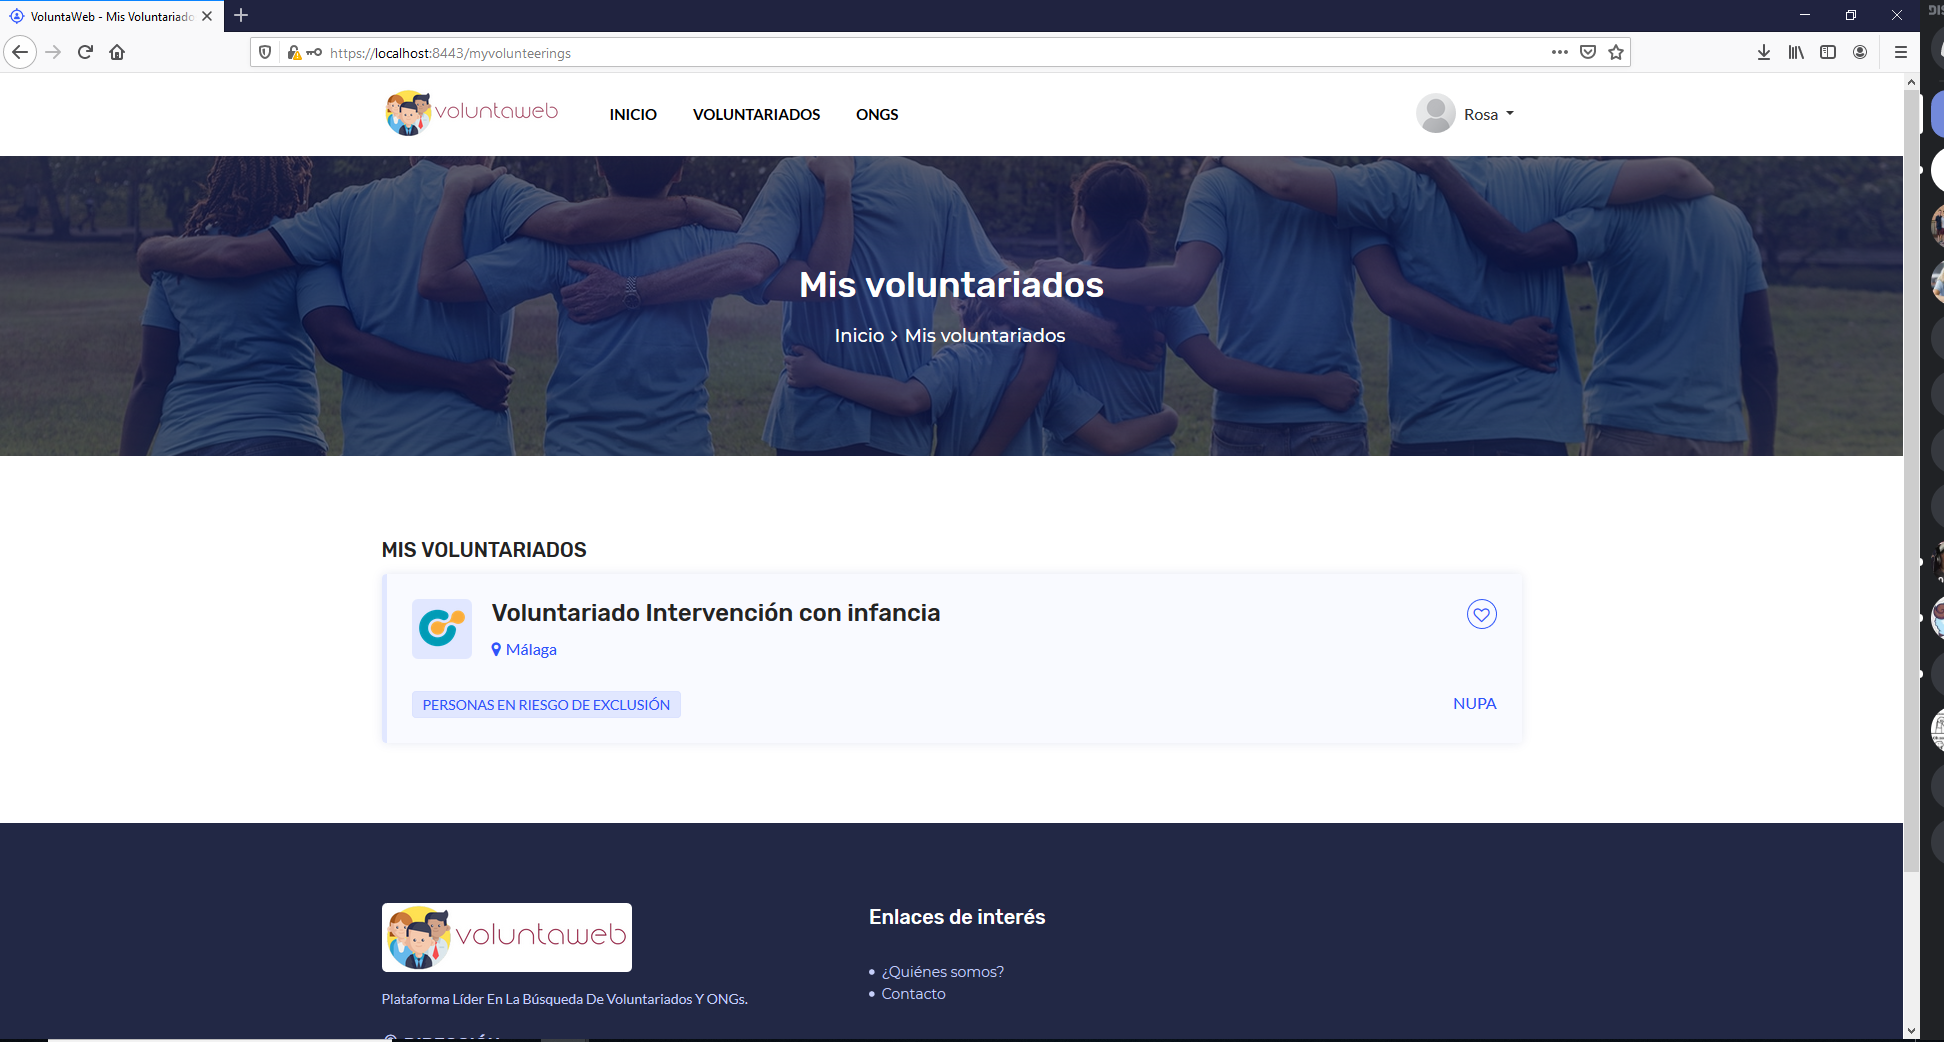 VoluntaWeb - Mis Voluntariado
https://localhost:8443/myvolunteerings
voluntaweb
INICIO
VOLUNTARIADOS
ONGS
Rosa
Mis voluntariados
Inicio > Mis voluntariados
MIS VOLUNTARIADOS
Voluntariado Intervención con infancia
Málaga
PERSONAS EN RIESGO DE EXCLUSIÓN
NUPA
voluntaweb
Plataforma Líder En La Búsqueda De Voluntariados Y ONGs.
Enlaces de interés
¿Quiénes somos?
Contacto